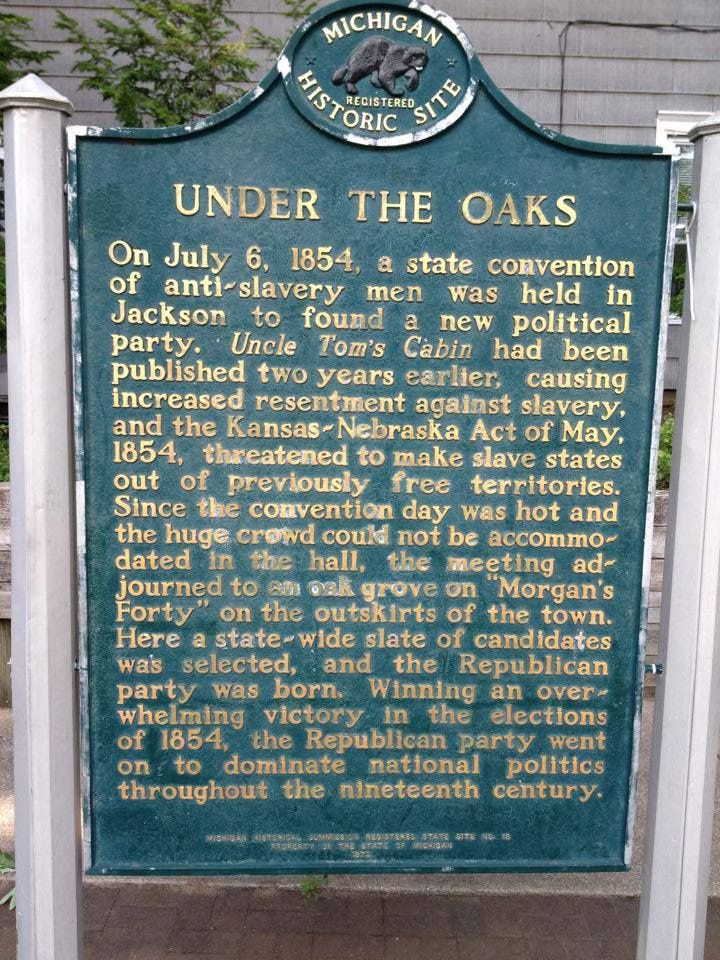 MICHIGAN
REGISTERED
HISTORIC SITE
UNDER THE OAKS
On July 6, 1854, a state convention
of anti-slavery men was held in
Jackson to found a new political
party. Uncle Tom's Cabin had been
published two years earlier, causing
increased resentment against slavery,
and the Kansas-Nebraska Act of May,
1854, threatened to make slave states
out of previously free territories.
Since the convention day was hot and
the huge crowd could not be accommo-
dated in the hall, the meeting ad-
journed to an oak grove on "Morgan's
Forty" on the outskirts of the town.
Here a state-wide slate of candidates
was selected, and the Republican
party was born. Winning an over-
whelming victory in the elections
of 1854, the Republican party went
on to dominate national politics
throughout the nineteenth century.
MICHIGAN HISTORICAL COMMISSION REGISTERED STATE SITE NO.
PROPERTY OF THE STATE OF MICHIGAN